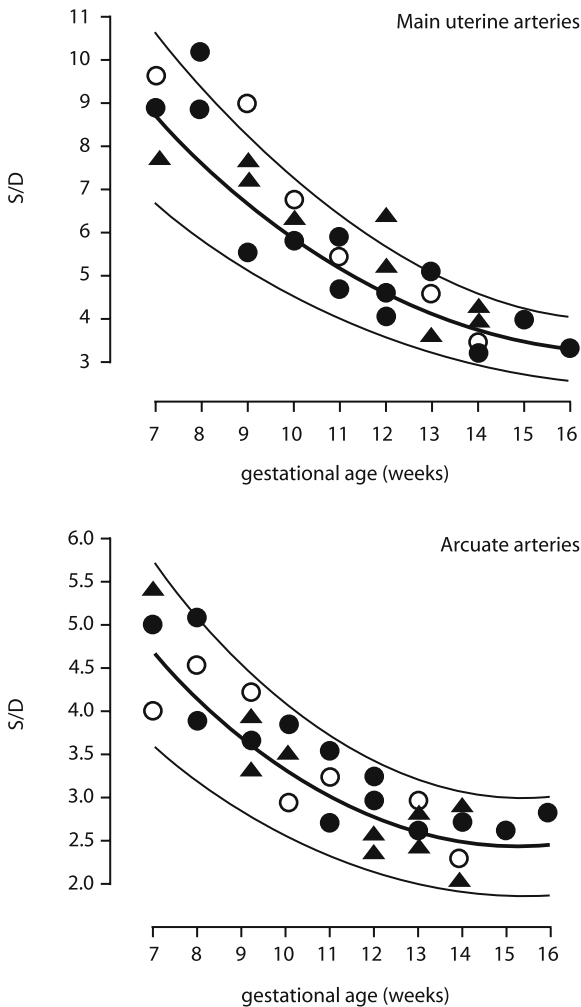 Main uterine arteries
11
10
9
8
7
6
5
4
3
S/D
7 8 9 10 11 12 13 14 15 16
gestational age (weeks)
Arcuate arteries
6.0
5.5
5.0
4.5
4.0
3.5
3.0
2.5
2.0
S/D
7 8 9 10 11 12 13 14 15 16
gestational age (weeks)